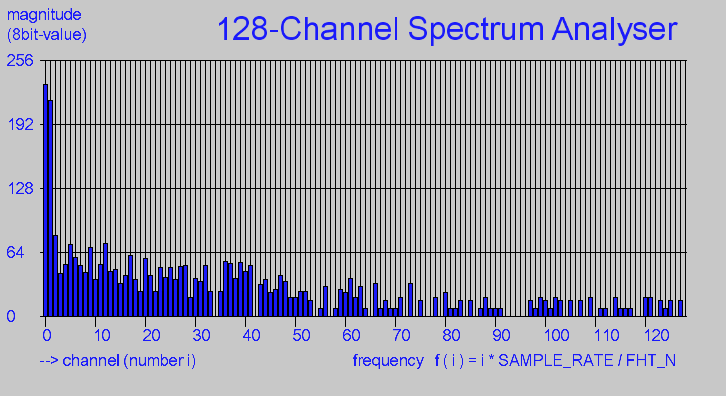 magnitude
(8bit-value)
128-Channel Spectrum Analyser
256
192
128
64
0
0 10 20 30 40 50 60 70 80 90 100 110 120
--> channel (number i)
frequency f ( i ) = i * SAMPLE_RATE / FHT_N